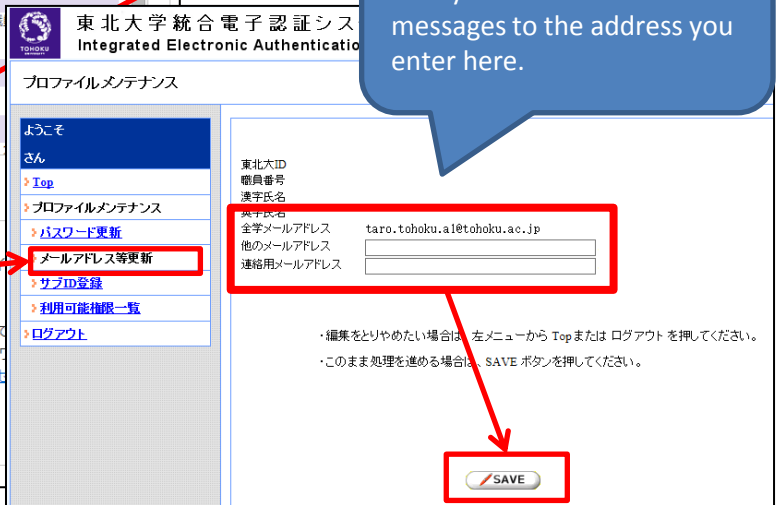 東北大学統合電子認証シス
Integrated Electronic Authenticatio
TOHOKU
messages to the address you
enter here.
プロファイルメンテナンス
ようこそ
さん
Top
プロファイルメンテナンス
パスワード更新
メールアドレス等更新
サブID登録
利用可能権限一覧
ログアウト
東北大ID
職員番号
漢字氏名
英字氏名
全学メールアドレス taro.tohoku.a1@tohoku.ac.jp
他のメールアドレス
連絡用メールアドレス
・編集をとりやめたい場合は、左メニューから Topまたは ログアウト を押してください。
・このまま処理を進める場合は、SAVE ボタンを押してください。
SAVE